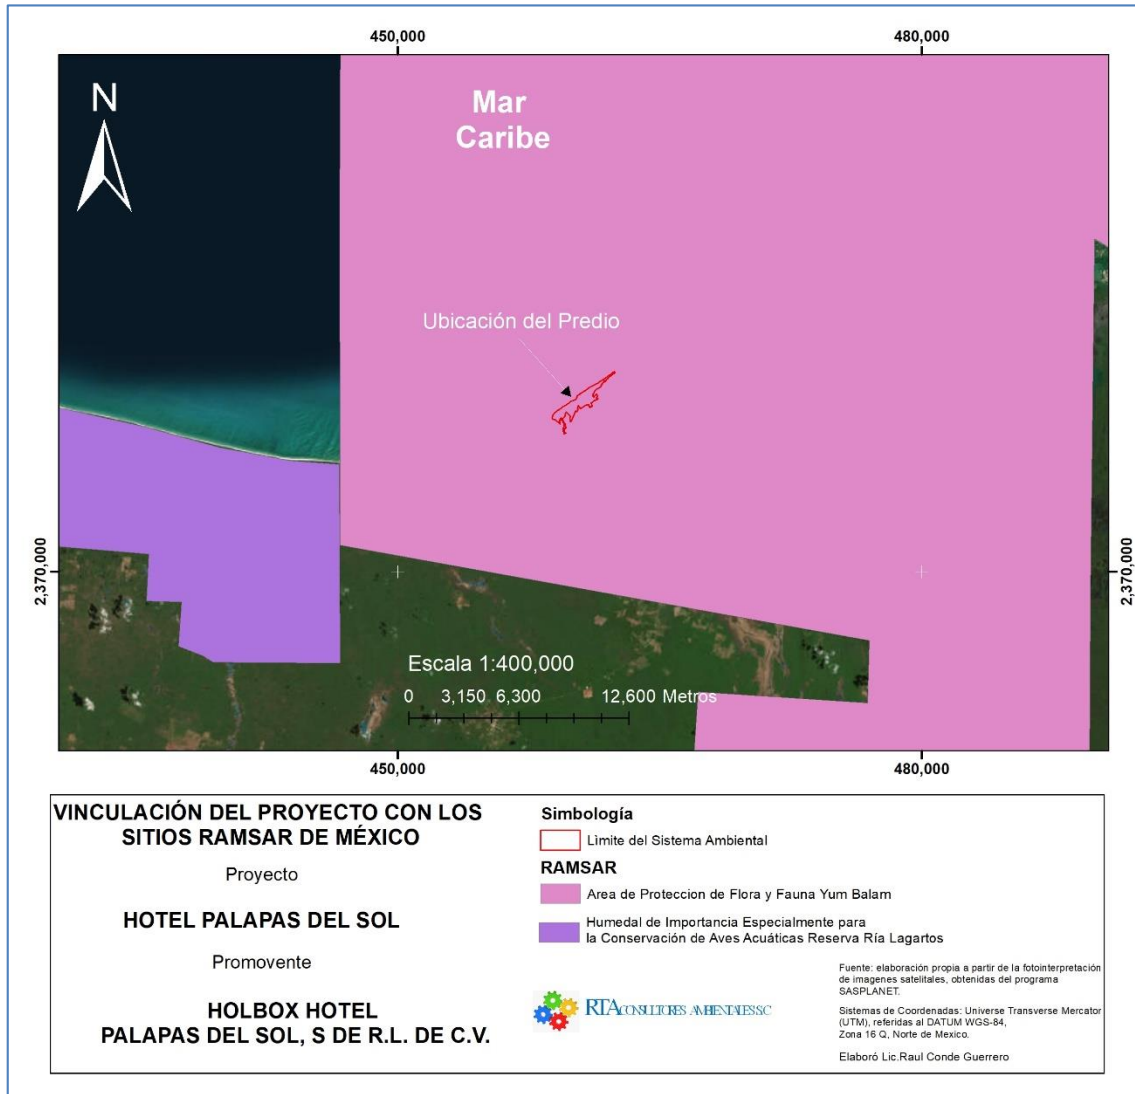 450,000
480,000
N
Mar
Caribe
Ubicación del Predio
2,370,000
2,370,000
Escala 1:400,000
0 3,150 6,300 12,600 Metros
450,000
480,000
VINCULACIÓN DEL PROYECTO CON LOS
SITIOS RAMSAR DE MÉXICO
Proyecto
HOTEL PALAPAS DEL SOL
Promovente
HOLBOX HOTEL
PALAPAS DEL SOL, S DE R.L. DE C.V.
Simbología
Lìmite del Sistema Ambiental
RAMSAR
Area de Proteccion de Flora y Fauna Yum Balam
Humedal de Importancia Especialmente para
la Conservación de Aves Acuáticas Reserva Ría Lagartos
RTA CONSULTORES AMBIENTALES S.C
Fuente: elaboración propia a partir de la fotointerpretación
de imagenes satelitales, obtenidas del programa
SASPLANET.
Sistemas de Coordenadas: Universe Transverse Mercator
(UTM), referidas al DATUM WGS-84,
Zona 16 Q, Norte de Mexico.
Elaboró Lic.Raul Conde Guerrero